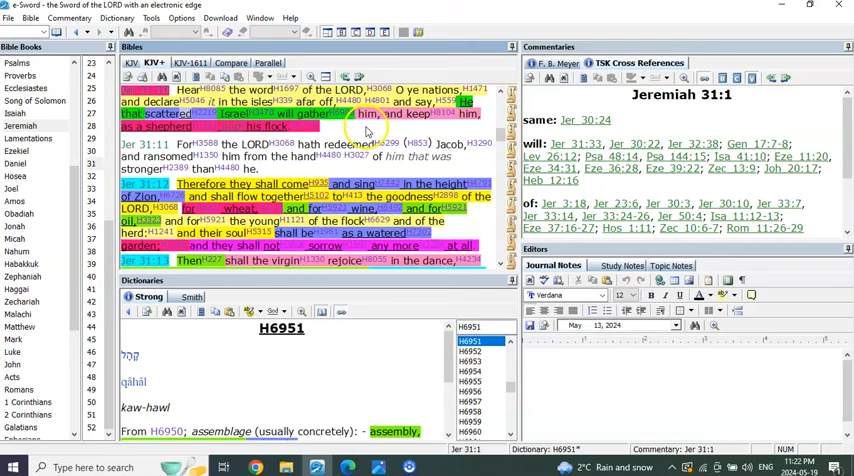 e-Sword - the Sword of the LORD with an electronic edge
File Bible Commentary Dictionary Tools Options Download Window Help
Bible Books
Psalms
Proverbs
Ecclesiastes
Song of Solomon
Isaiah
Jeremiah
Lamentations
Ezekiel
Daniel
Hosea
Joel
Amos
Obadiah
Jonah
Micah
Nahum
Habakkuk
Zephaniah
Haggai
Zechariah
Malachi
Matthew
Mark
Luke
John
Acts
Romans
1 Corinthians
2 Corinthians
Galatians
23
24
25
26
27
28
29
30
31
32
33
34
35
36
37
38
39
40
41
42
43
44
45
46
47
48
49
50
51
52
Bibles
KJV KJV+ KJV-1611 Compare Parallel
Jer 31:10 Hear H8085 the word H1697 of the LORD, H3068 O ye nations, H1471
and declare H5046 it in the isles H339 afar off, H4480 H4801 and say, H559 He
that scattered H2219 Israel H3478 will gather him, and keep H8104 him,
as a shepherd his flock.
Jer 31:11 For H3588 the LORD H3068 hath redeemed H6299 (H853) Jacob, H3290
and ransomed H1350 him from the hand H4480 H3027 of him that was
stronger H2389 than H4480 he.
Jer 31:12 Therefore they shall come H935 and sing H7442 in the height H4791
of Zion, H6726 and shall flow together H5102 to H413 the goodness H2898 of the
LORD, H3068 for wheat, and for H5921 wine, H8492 and for H5921
oil, H3323 and for H5921 the young H1121 of the flock H6629 and of the
herd: H1241 and their soul H5315 shall be H1961 as a watered H7302
garden; and they shall not sorrow any more at all.
Jer 31:13 Then H227 shall the virgin H1330 rejoice H8055 in the dance, H4234
Dictionaries
Strong Smith
H6951
קָהָל
qâhâl
kaw-hawl
From H6950; assemblage (usually concretely): - assembly,
H6951
H6951
H6952
H6953
H6954
H6955
H6956
H6957
H6958
H6959
H6960
Commentaries
F. B. Meyer TSK Cross References
Jeremiah 31:1
same: Jer 30:24
will: Jer 31:33, Jer 30:22, Jer 32:38, Gen 17:7-8,
Lev 26:12, Psa 48:14, Psa 144:15, Isa 41:10, Eze 11:20,
Eze 34:31, Eze 36:28, Eze 39:22, Zec 13:9, Joh 20:17,
Heb 12:16
of: Jer 3:18, Jer 23:6, Jer 30:3, Jer 30:10, Jer 33:7,
Jer 33:14, Jer 33:24-26, Jer 50:4; Isa 11:12-13,
Eze 37:16-27, Hos 1:11; Zec 10:6-7, Rom 11:26-29
Editors
Journal Notes Study Notes Topic Notes
Verdana 12 B I U A
May 13, 2024
Jer 31:1 Dictionary: H6951* Commentary: Jer 31:1 NUM
Type here to search
2°C Rain and snow
ENG
11:22 PM
2024-05-19